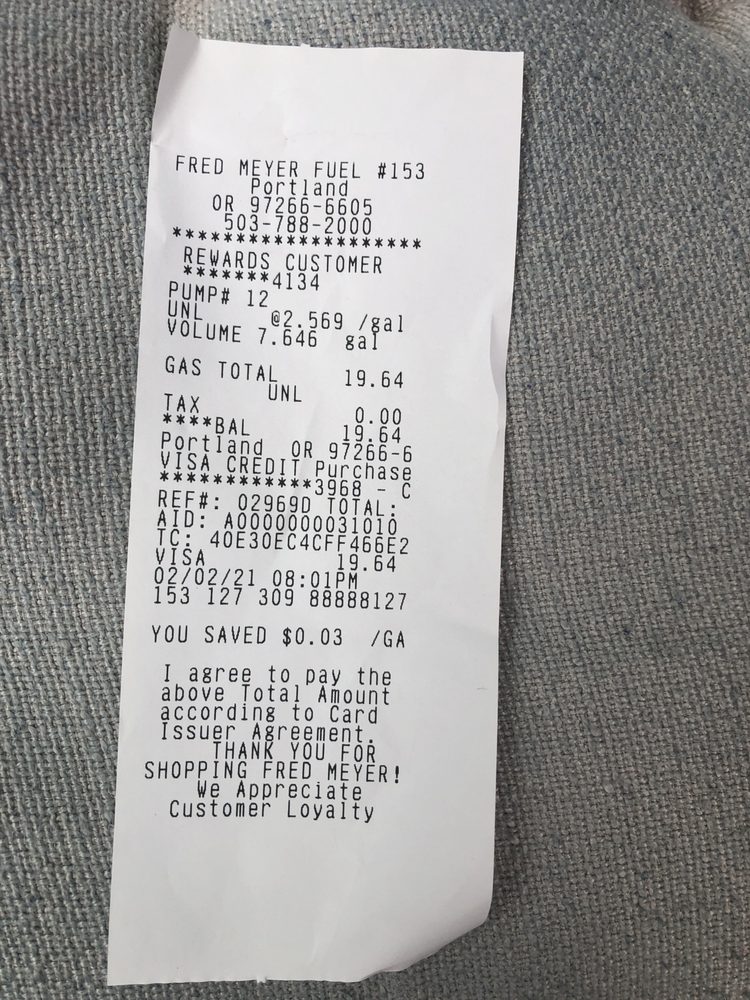 FRED MEYER FUEL #153
Portland
OR 97266-6605
503-788-2000
********************
REWARDS CUSTOMER
*******4134
PUMP# 12
UNL @2.569 /gal
VOLUME 7.646 gal
GAS TOTAL 19.64
UNL
TAX 0.00
****BAL 19.64
Portland OR 97266-6
VISA CREDIT Purchase
************3968 - C
REF#: 02969D TOTAL:
AID: A0000000031010
TC: 40E30EC4CFF466E2
VISA 19.64
02/02/21 08:01PM
153 127 309 88888127
YOU SAVED $0.03 /GA
I agree to pay the
above Total Amount
according to Card
Issuer Agreement.
THANK YOU FOR
SHOPPING FRED MEYER!
We Appreciate
Customer Loyalty